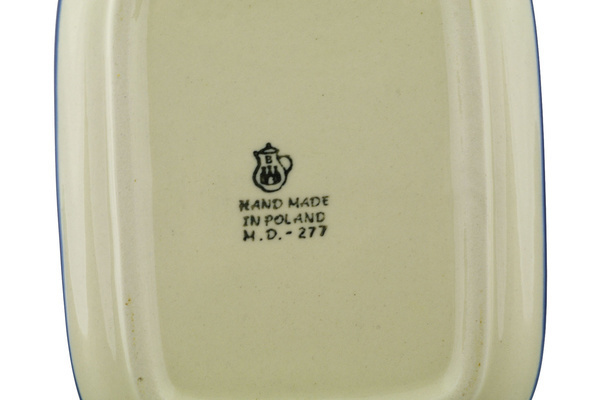 B
HAND MADE
IN POLAND
M.D.-277